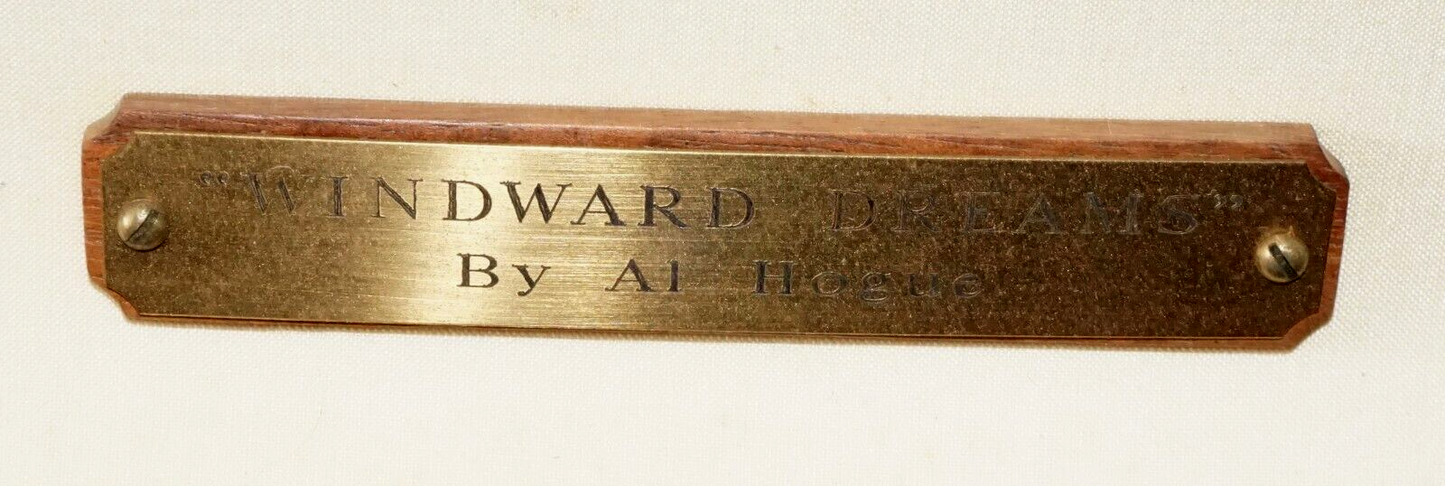 “WINDWARD DREAMS”
By Al Hogue